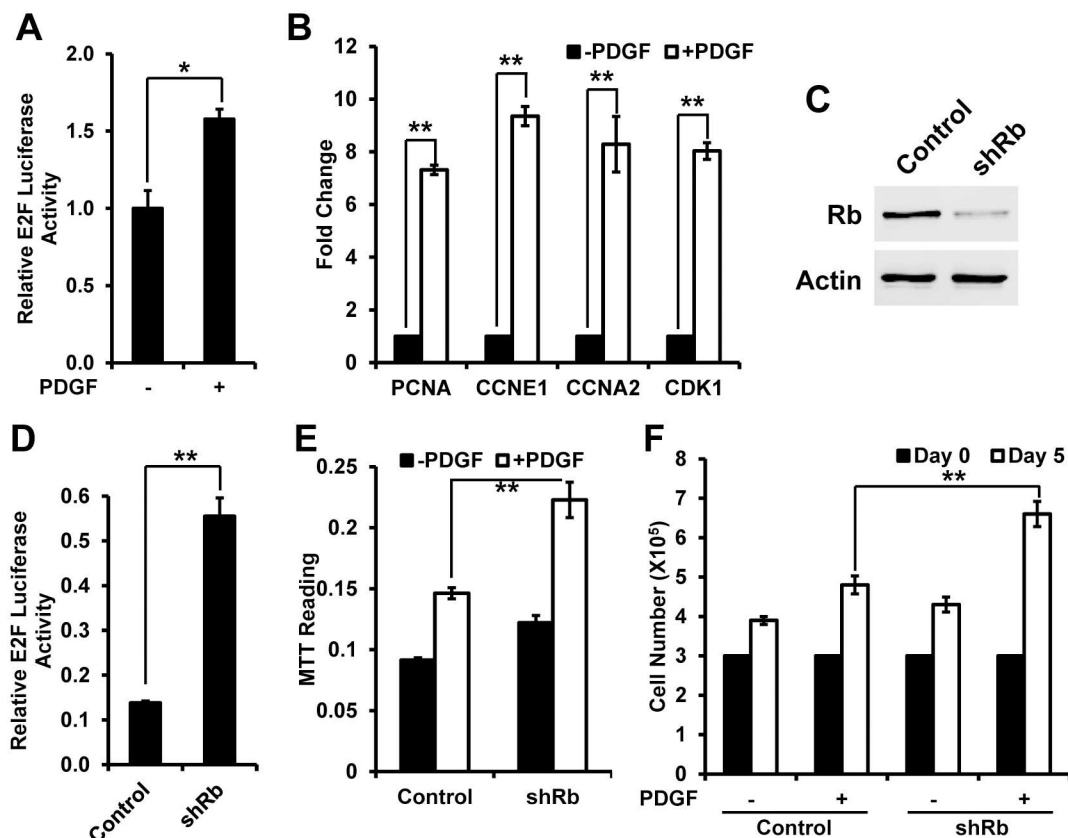 A
Relative E2F Luciferase
Activity
2.0
1.5
1.0
0.5
0.0
*
PDGF - +
B
Fold Change
12
10
8
6
4
2
0
-PDGF +PDGF
** ** ** **
PCNA CCNE1 CCNA2 CDK1
C
Control shRb
Rb
Actin
D
Relative E2F Luciferase
Activity
0.6
0.5
0.4
0.3
0.2
0.1
0.0
**
Control shRb
E
MTT Reading
0.25
0.2
0.15
0.1
0.05
0
-PDGF +PDGF
**
Control shRb
F
Cell Number (X10⁵)
8
7
6
5
4
3
2
1
0
Day 0 Day 5
**
PDGF - + - +
Control shRb